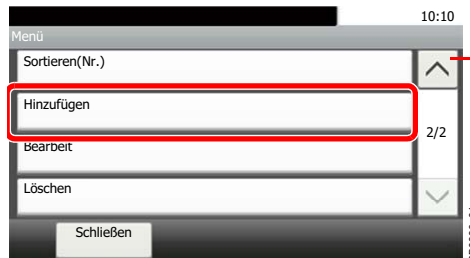 10:10
Menü
Sortieren(Nr.)
Hinzufügen
2/2
Bearbeit
Löschen
Schließen